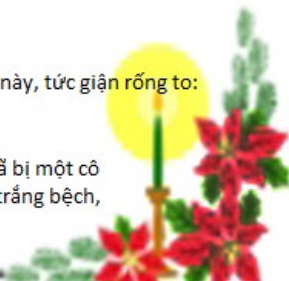 này, tức giận rống to:
bị một cô
trắng bệch,